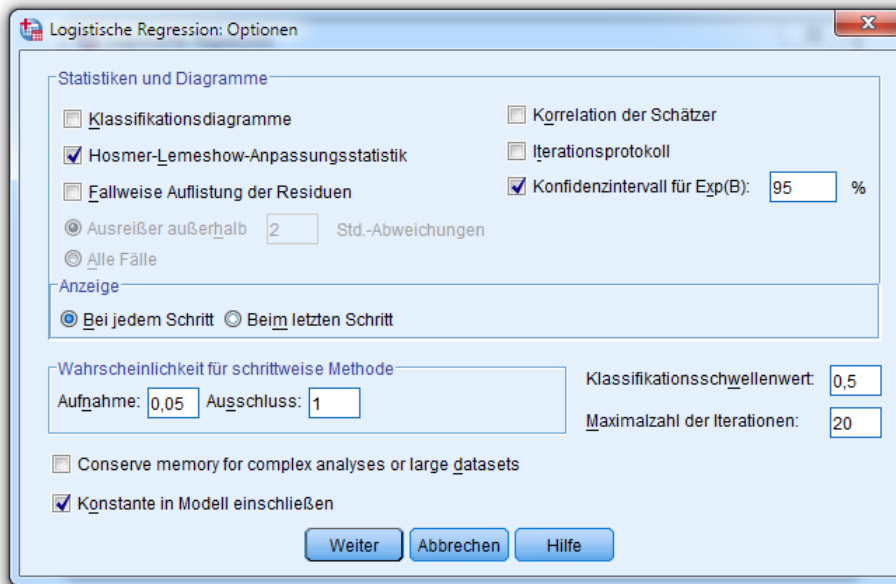 Logistische Regression: Optionen
Statistiken und Diagramme
Klassifikationsdiagramme
Hosmer-Lemeshow-Anpassungsstatistik
Fallweise Auflistung der Residuen
Ausreißer außerhalb 2 Std.-Abweichungen
Alle Fälle
Korrelation der Schätzer
Iterationsprotokoll
Konfidenzintervall für Exp(B): 95 %
Anzeige
Bei jedem Schritt Beim letzten Schritt
Wahrscheinlichkeit für schrittweise Methode
Aufnahme: 0,05 Ausschluss: 1
Klassifikationsschwellenwert: 0,5
Maximalzahl der Iterationen: 20
Conserve memory for complex analyses or large datasets
Konstante in Modell einschließen
Weiter Abbrechen Hilfe